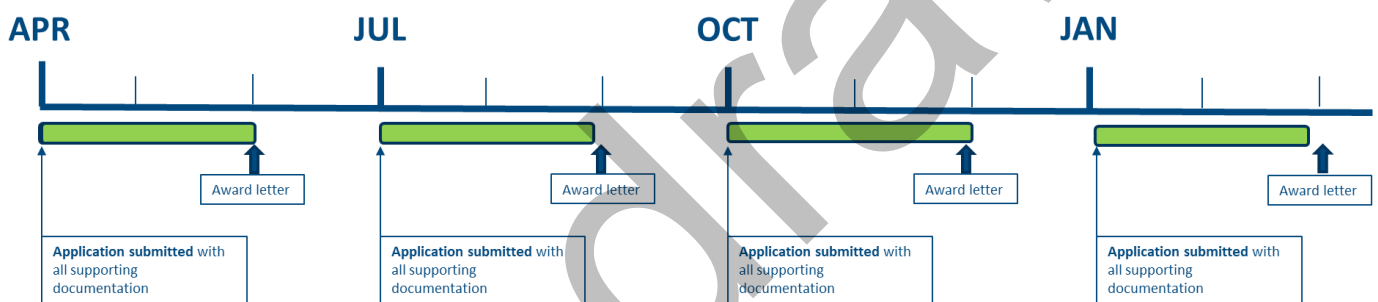 APR
JUL
OCT
JAN
Award letter
Award letter
Award letter
Award letter
Application submitted with
all supporting
documentation
Application submitted with
all supporting
documentation
Application submitted with
all supporting
documentation
Application submitted with
all supporting
documentation